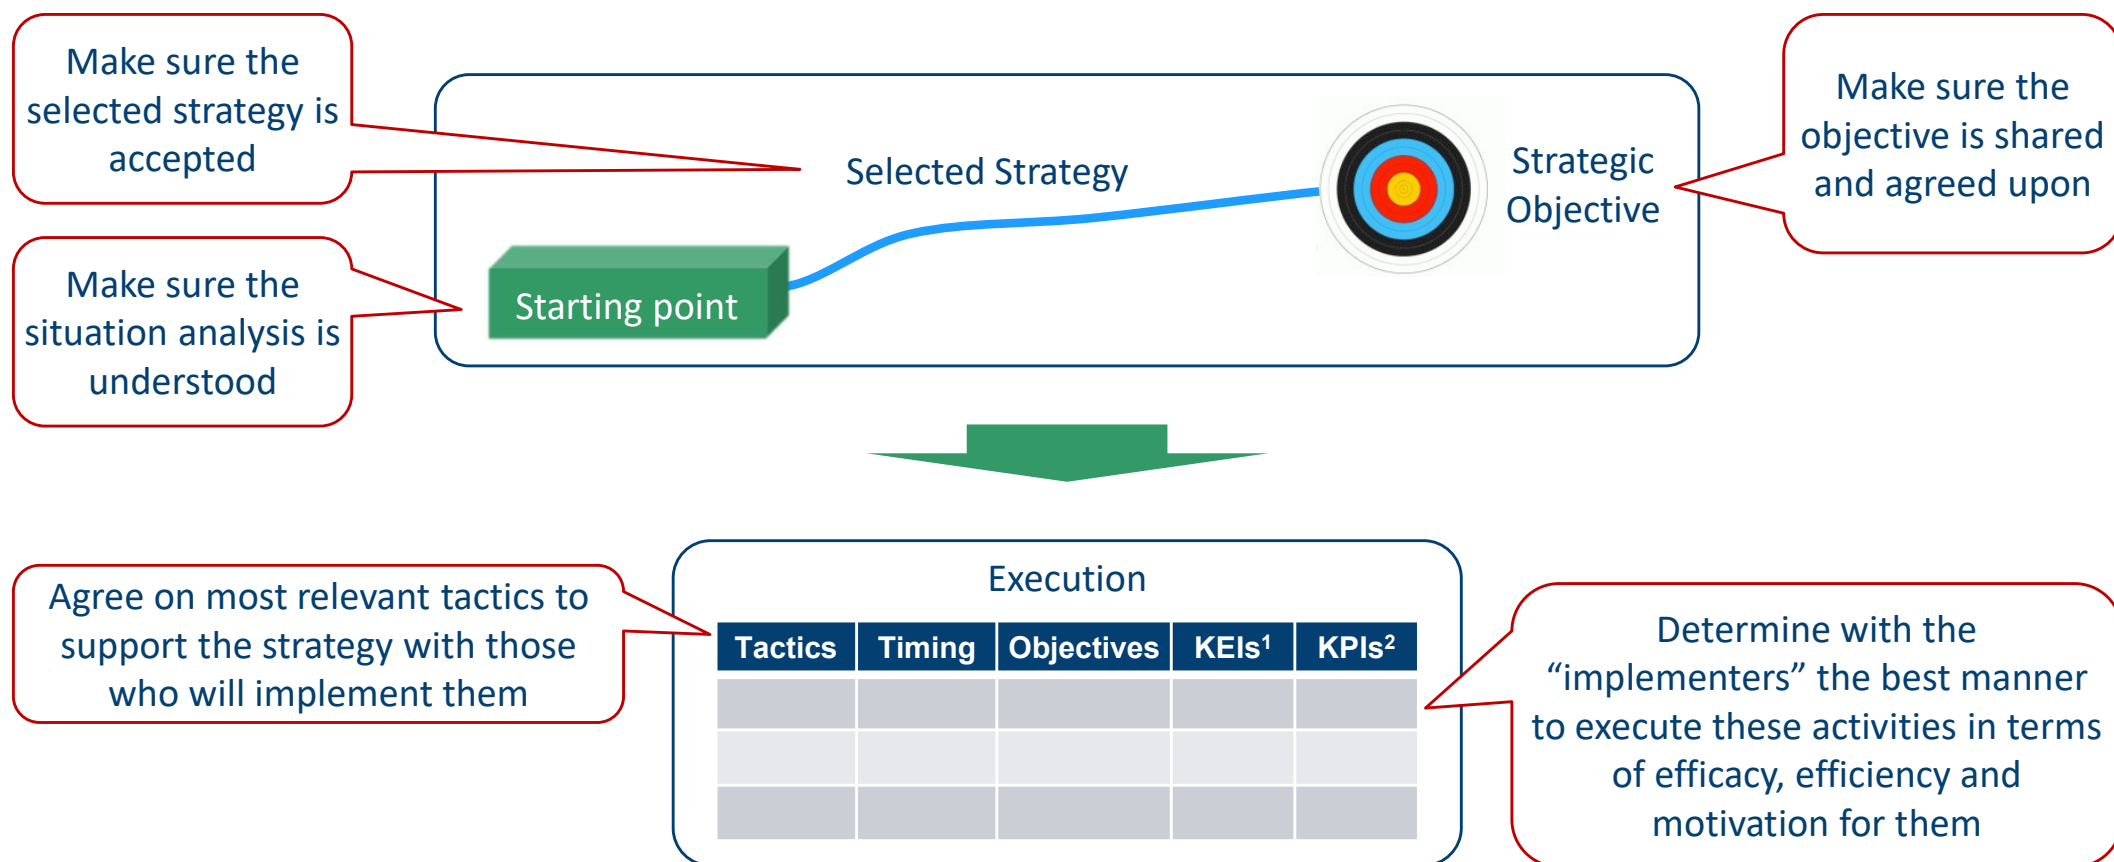 Make sure the
selected strategy is
accepted
Selected Strategy
Strategic
Objective
Make sure the
objective is shared
and agreed upon
Make sure the
situation analysis is
understood
Starting point
Agree on most relevant tactics to
support the strategy with those
who will implement them
Execution
Tactics Timing Objectives KEIs¹ KPIs²
Determine with the
“implementers” the best manner
to execute these activities in terms
of efficacy, efficiency and
motivation for them